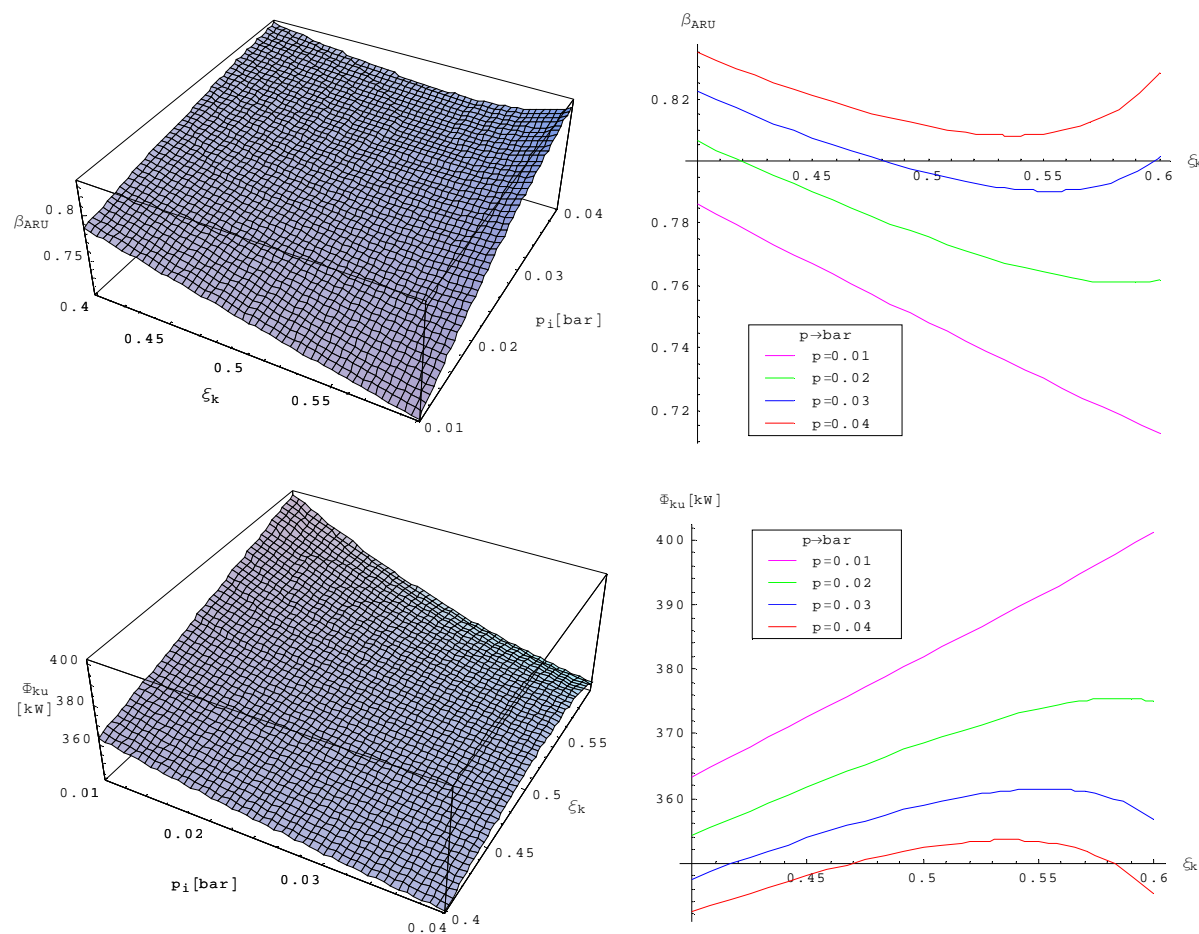 β_ARU
0.8
0.75
0.4
0.45
0.5
0.55
ξ_k
0.01
0.02
0.03
0.04
p_i[bar]
β_ARU
0.82
0.78
0.76
0.74
0.72
0.45
0.5
0.55
0.6
ξ_k
p→bar
p=0.01
p=0.02
p=0.03
p=0.04
Φ_ku
[kW]
400
380
360
0.01
0.02
0.03
0.04
p_i[bar]
0.4
0.45
0.5
0.55
ξ_k
Φ_ku[kW]
400
390
380
370
360
0.45
0.5
0.55
0.6
ξ_k
p→bar
p=0.01
p=0.02
p=0.03
p=0.04